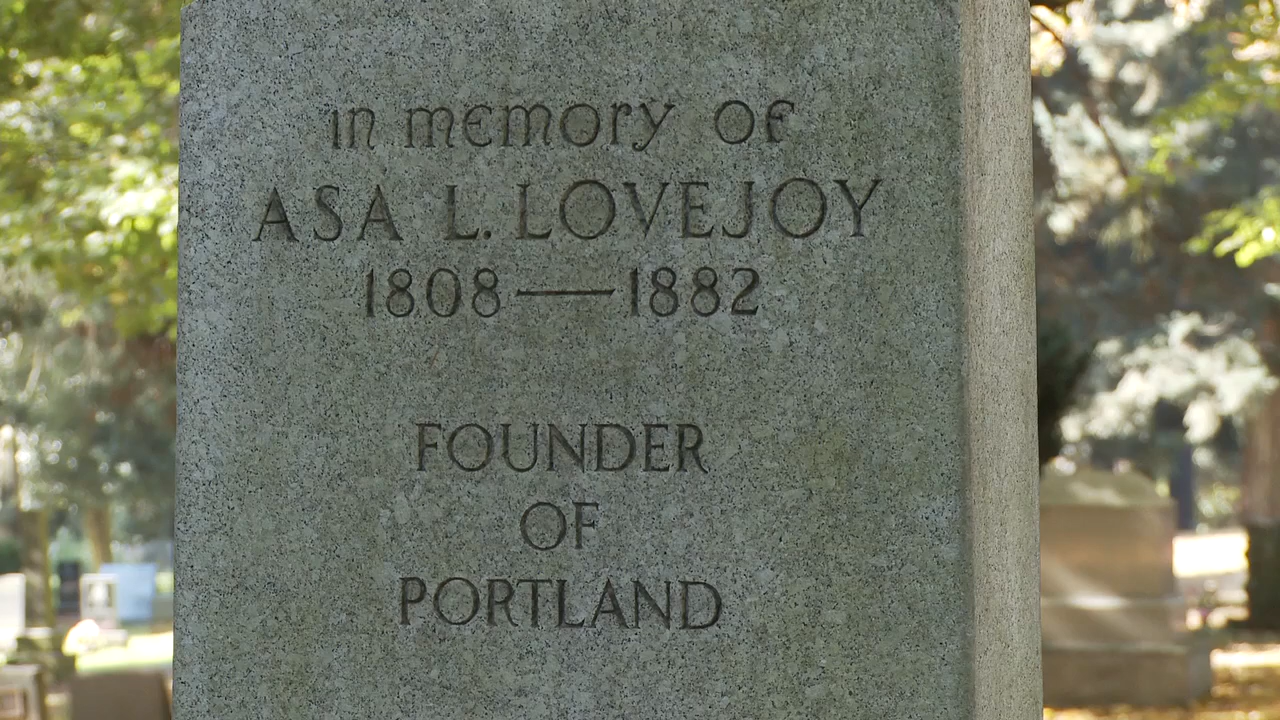 in memory of
ASA L. LOVEJOY
1808 — 1882
FOUNDER
OF
PORTLAND